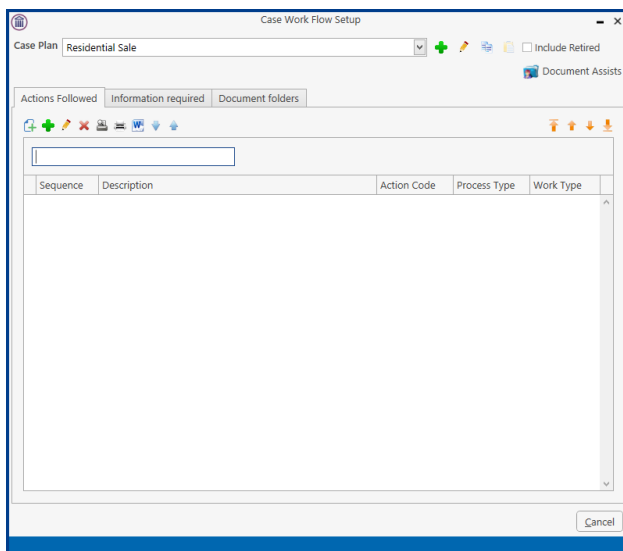 Case Work Flow Setup
Case Plan Residential Sale Include Retired
Document Assists
Actions Followed Information required Document folders
Sequence Description Action Code Process Type Work Type
Cancel